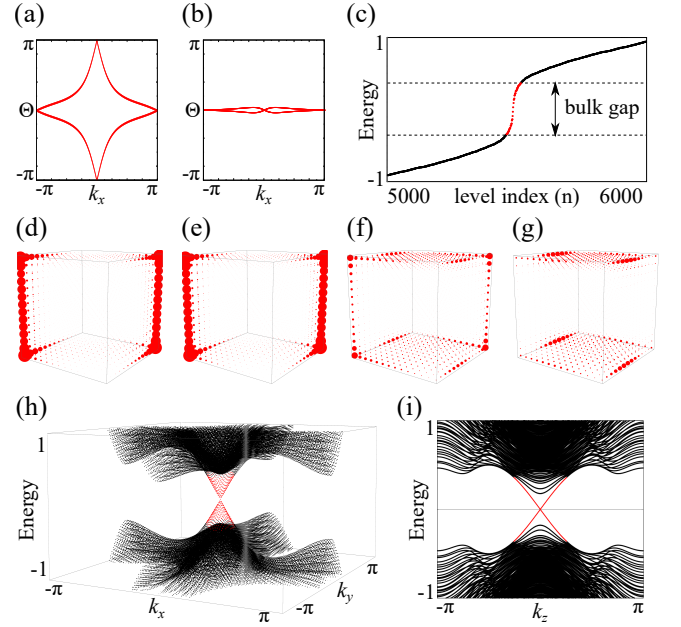 (a) (b) (c)
π π 1
Θ Θ Energy bulk gap
-π -π -1
-π π -π π 5000 level index (n) 6000
k_x k_x
(d) (e) (f) (g)
(h) (i)
1 1
Energy Energy
-1 -1
-π k_x π -π k_y π -π k_z π